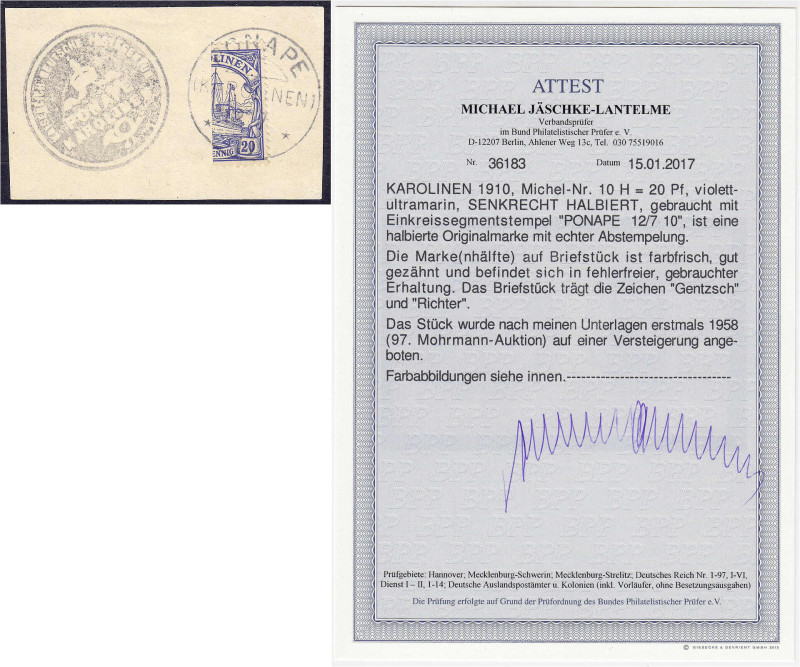 PONAPE
KAROLINEN
(KAROLINEN)
20
PFENNIG
* *
ATTEST
MICHAEL JÄSCHKE-LANTELME
Verbandsprüfer
im Bund Philatelistischer Prüfer e. V.
D-12207 Berlin, Ahlener Weg 13c, Tel. 030 75519016
Nr. 36183 Datum 15.01.2017
KAROLINEN 1910, Michel-Nr. 10 H = 20 Pf, violett-
ultramarin, SENKRECHT HALBIERT, gebraucht mit
Einkreissegmentstempel "PONAPE 12/7 10", ist eine
halbierte Originalmarke mit echter Abstempelung.
Die Marke(nhälfte) auf Briefstück ist farbfrisch, gut
gezähnt und befindet sich in fehlerfreier, gebrauchter
Erhaltung. Das Briefstück trägt die Zeichen "Gentzsch"
und "Richter".
Das Stück wurde nach meinen Unterlagen erstmals 1958
(97. Mohrmann-Auktion) auf einer Versteigerung ange-
boten.
Farbabbildungen siehe innen.---------------------------------
Prüfgebiete: Hannover; Mecklenburg-Schwerin; Mecklenburg-Strelitz; Deutsches Reich Nr. 1-97, I-VI,
Dienst I – II, 1-14; Deutsche Auslandspostämter u. Kolonien (inkl. Vorläufer, ohne Besetzungsausgaben)
Die Prüfung erfolgte auf Grund der Prüfordnung des Bundes Philatelistischer Prüfer e.V.
© GIESECKE & DEVRIENT GMBH 2015